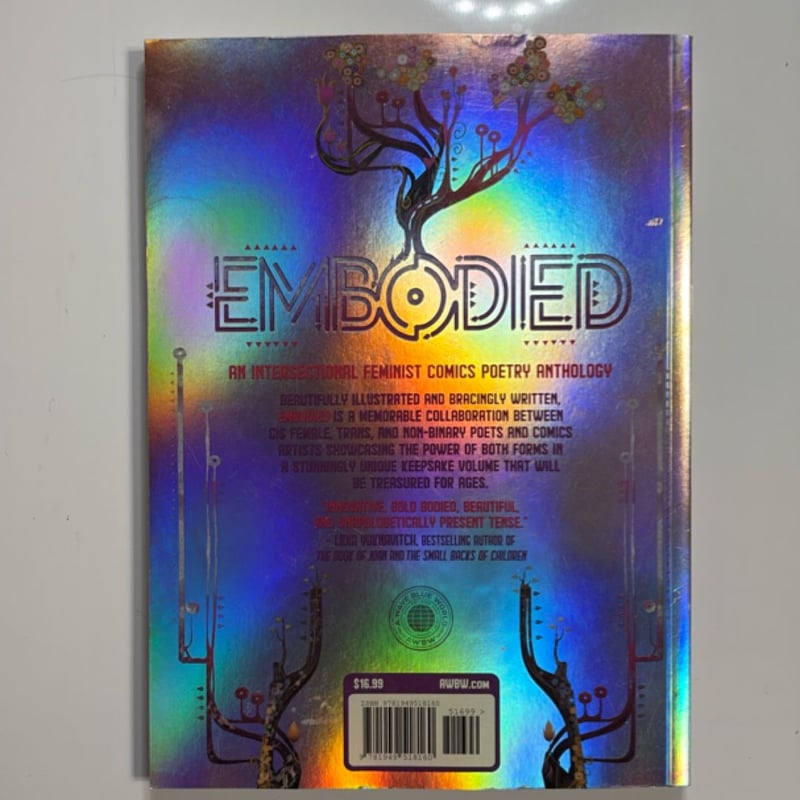 EMBODIED
AN INTERSECTIONAL FEMINIST COMICS POETRY ANTHOLOGY
BEAUTIFULLY ILLUSTRATED AND BRACINGLY WRITTEN,
EMBODIED IS A MEMORABLE COLLABORATION BETWEEN
CIS FEMALE, TRANS, AND NON-BINARY POETS AND COMICS
ARTISTS SHOWCASING THE POWER OF BOTH FORMS IN
A STUNNINGLY UNIQUE KEEPSAKE VOLUME THAT WILL
BE TREASURED FOR AGES.
"INNOVATIVE, BOLD BODIED, BEAUTIFUL,
AND UNAPOLOGETICALLY PRESENT TENSE."
- LIDIA YUKNAVITCH, BESTSELLING AUTHOR OF
THE BOOK OF JOAN AND THE SMALL BACKS OF CHILDREN
A WAVE BLUE WORLD
AWBW
$16.99 AWBW.COM
ISBN 9781949518160
51699 >
9 781949 518160